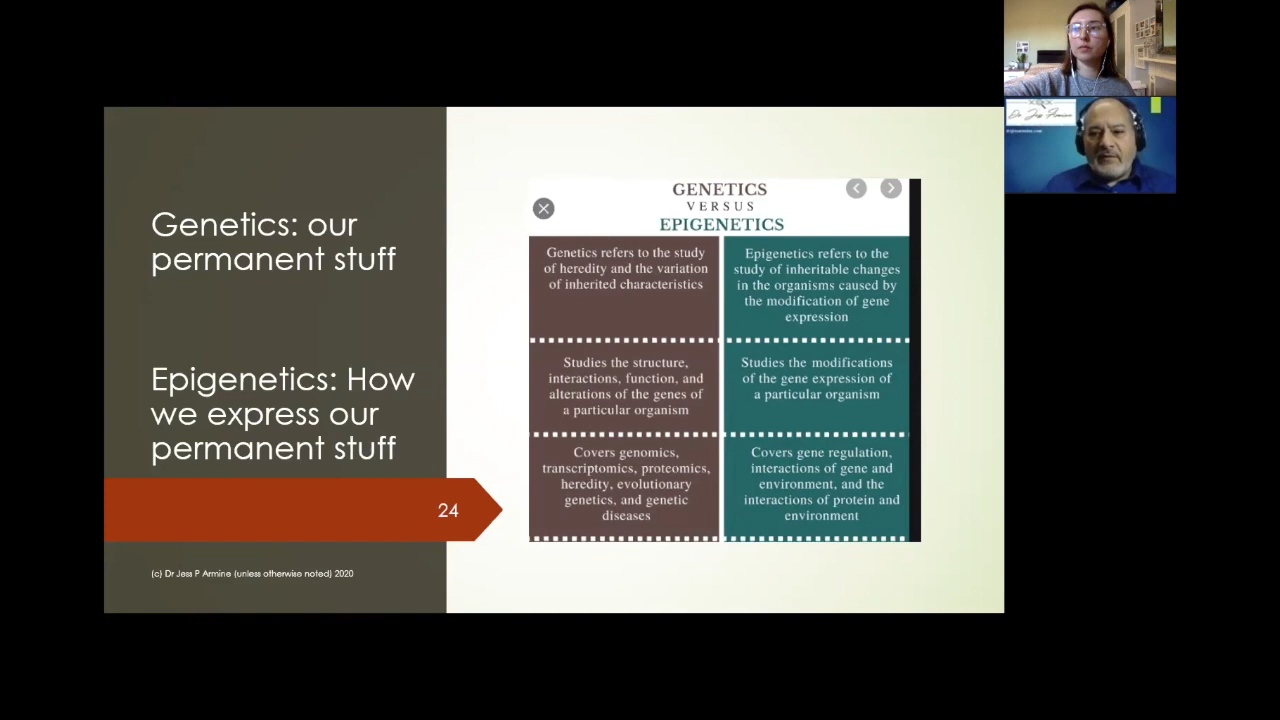 Genetics: our
permanent stuff
Epigenetics: How
we express our
permanent stuff
24
(c) Dr Jess P Armine (unless otherwise noted) 2020
GENETICS
VERSUS
EPIGENETICS
Genetics refers to the study
of heredity and the variation
of inherited characteristics
Epigenetics refers to the
study of inheritable changes
in the organisms caused by
the modification of gene
expression
Studies the structure,
interactions, function, and
alterations of the genes of
a particular organism
Studies the modifications
of the gene expression of
a particular organism
Covers genomics,
transcriptomics, proteomics,
heredity, evolutionary
genetics, and genetic
diseases
Covers gene regulation,
interactions of gene and
environment, and the
interactions of protein and
environment
Dr. Jess Armine